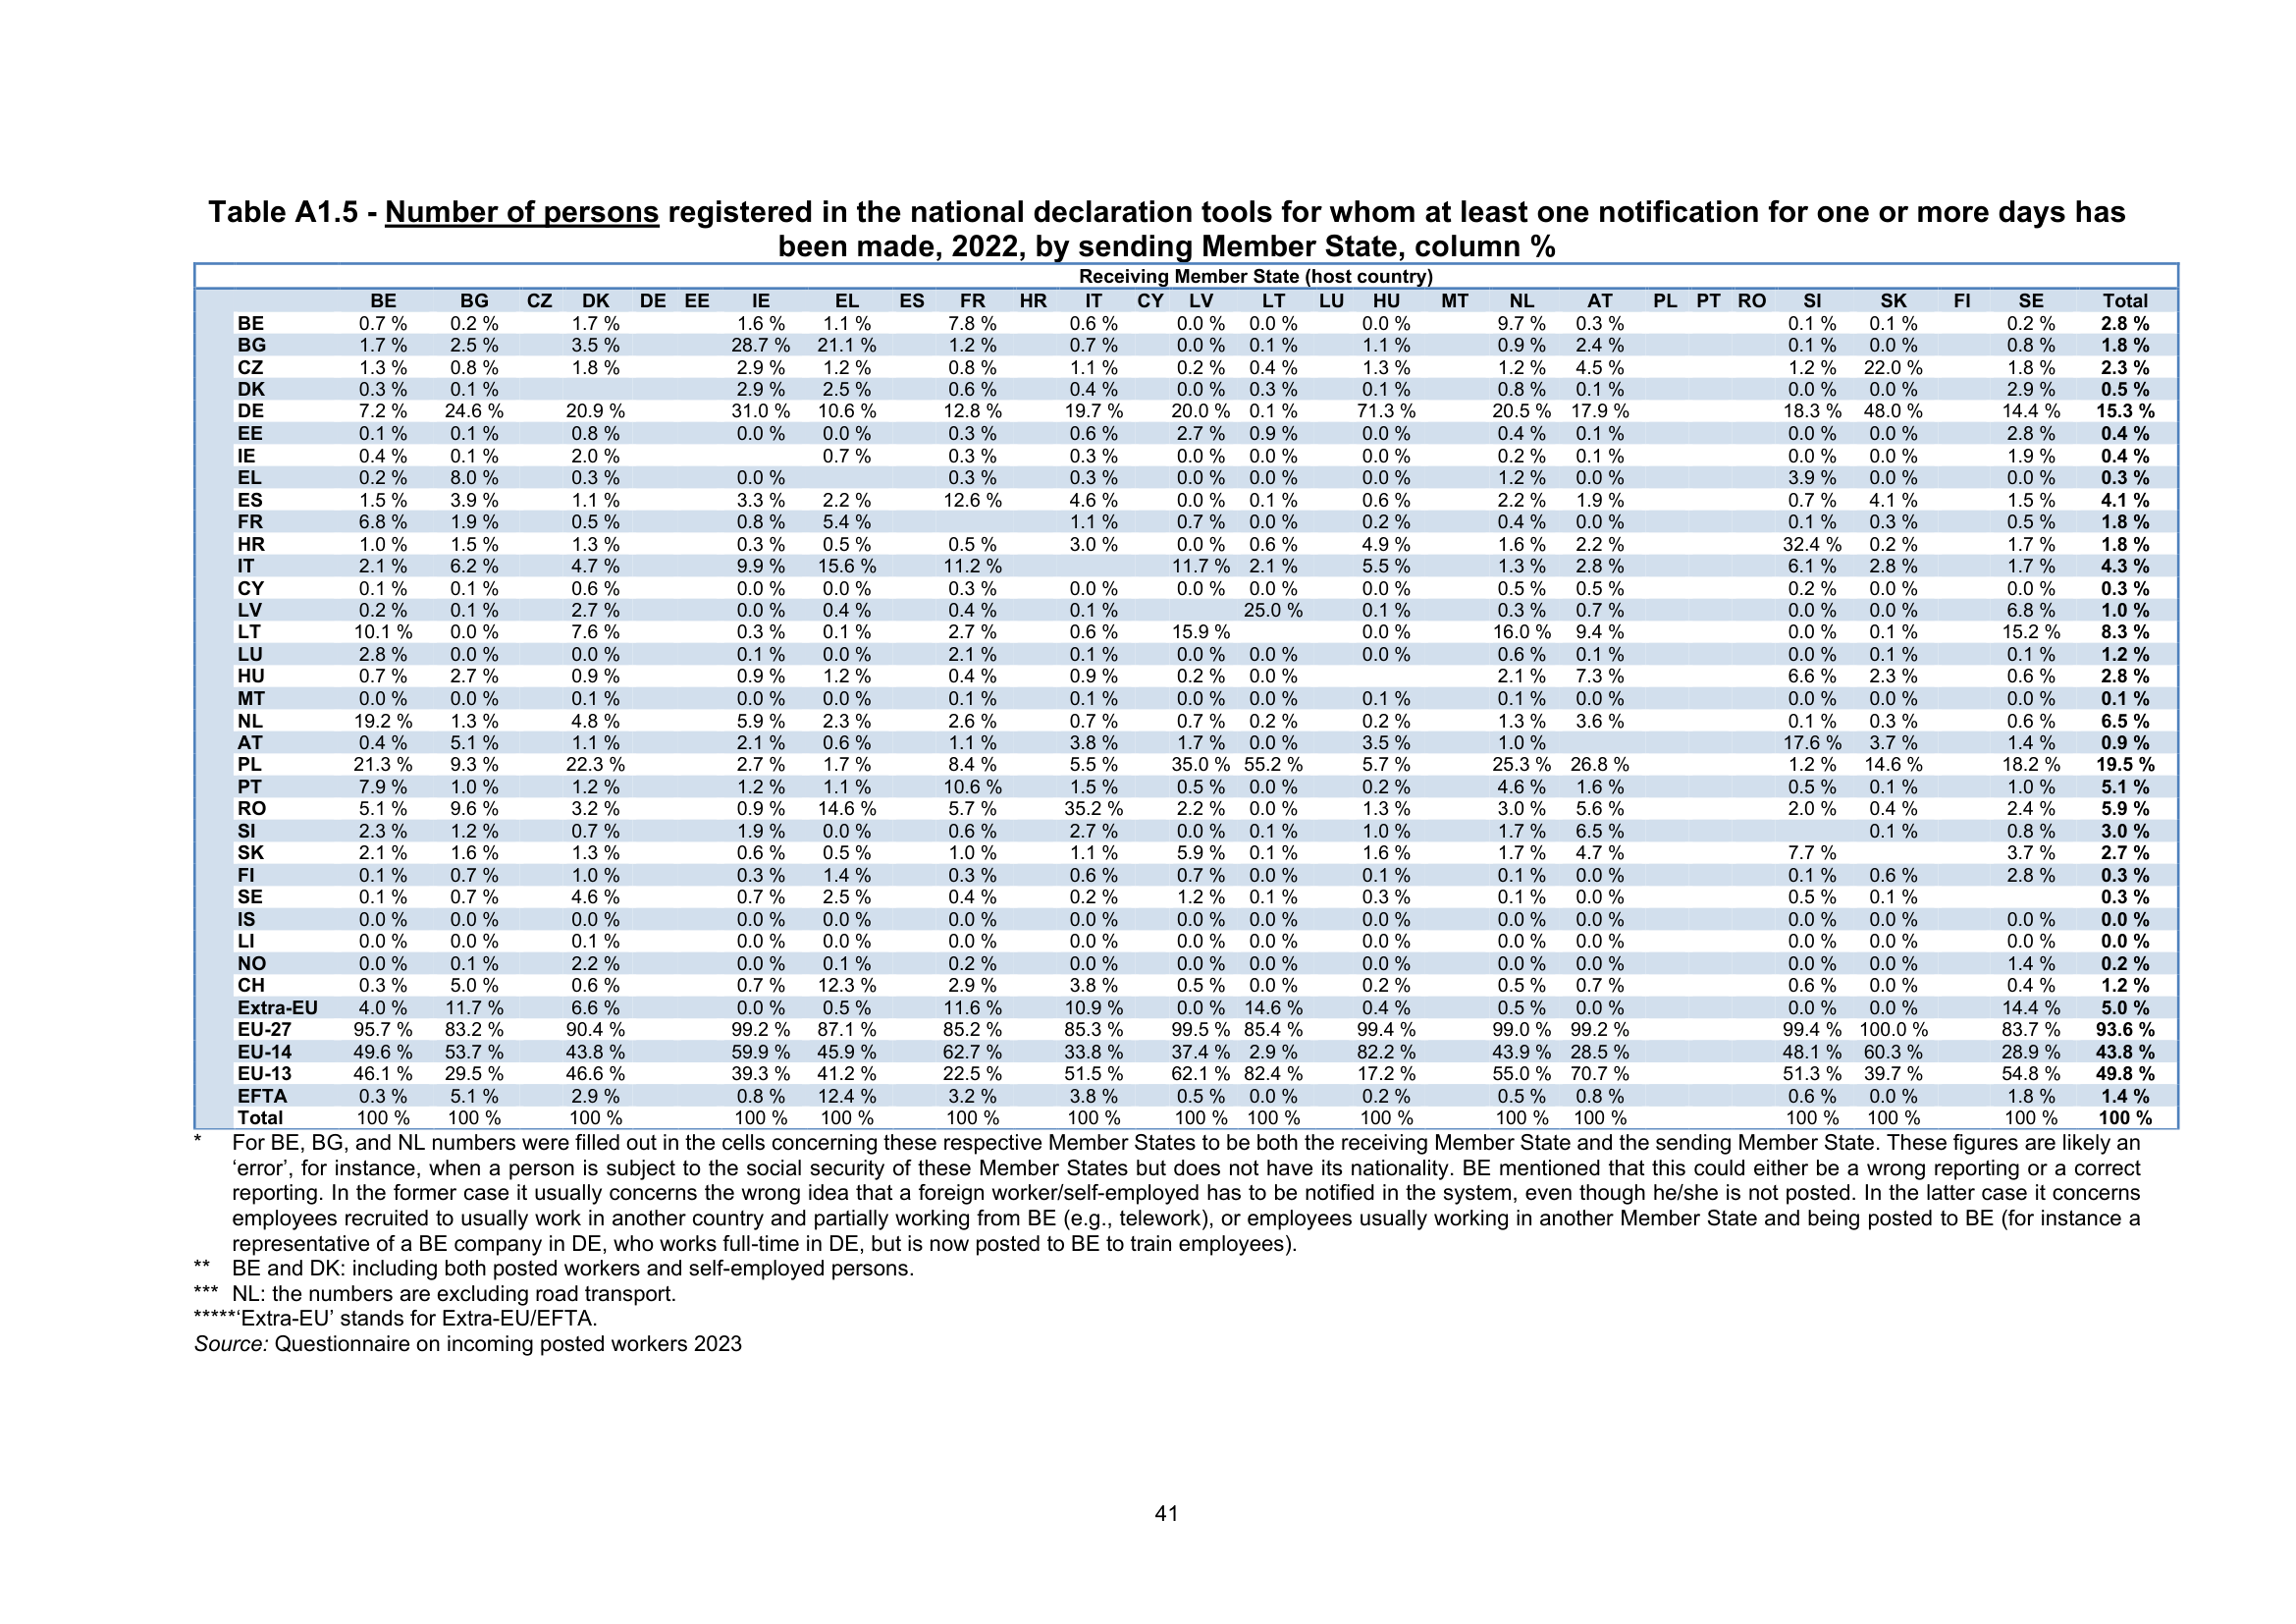 Table A1.5 - Number of persons registered in the national declaration tools for whom at least one notification for one or more days has
been made, 2022, by sending Member State, column %
Receiving Member State (host country)
BE BG CZ DK DE EE IE EL ES FR HR IT CY LV LT LU HU MT NL AT PL PT RO SI SK FI SE Total
BE 0.7 % 0.2 % 1.7 % 1.6 % 1.1 % 7.8 % 0.6 % 0.0 % 0.0 % 0.0 % 9.7 % 0.3 % 0.1 % 0.1 % 0.2 % 2.8 %
BG 1.7 % 2.5 % 3.5 % 28.7 % 21.1 % 1.2 % 0.7 % 0.0 % 0.1 % 1.1 % 0.9 % 2.4 % 0.1 % 0.0 % 0.8 % 1.8 %
CZ 1.3 % 0.8 % 1.8 % 2.9 % 1.2 % 0.8 % 1.1 % 0.2 % 0.4 % 1.3 % 1.2 % 4.5 % 1.2 % 22.0 % 1.8 % 2.3 %
DK 0.3 % 0.1 % 2.9 % 2.5 % 0.6 % 0.4 % 0.0 % 0.3 % 0.1 % 0.8 % 0.1 % 0.0 % 0.0 % 2.9 % 0.5 %
DE 7.2 % 24.6 % 20.9 % 31.0 % 10.6 % 12.8 % 19.7 % 20.0 % 0.1 % 71.3 % 20.5 % 17.9 % 18.3 % 48.0 % 14.4 % 15.3 %
EE 0.1 % 0.1 % 0.8 % 0.0 % 0.0 % 0.3 % 0.6 % 2.7 % 0.9 % 0.0 % 0.4 % 0.1 % 0.0 % 0.0 % 2.8 % 0.4 %
IE 0.4 % 0.1 % 2.0 % 0.7 % 0.3 % 0.3 % 0.0 % 0.0 % 0.0 % 0.2 % 0.1 % 0.0 % 0.0 % 1.9 % 0.4 %
EL 0.2 % 8.0 % 0.3 % 0.0 % 0.3 % 0.3 % 0.0 % 0.0 % 0.0 % 1.2 % 0.0 % 3.9 % 0.0 % 0.0 % 0.3 %
ES 1.5 % 3.9 % 1.1 % 3.3 % 2.2 % 12.6 % 4.6 % 0.0 % 0.1 % 0.6 % 2.2 % 1.9 % 0.7 % 4.1 % 1.5 % 4.1 %
FR 6.8 % 1.9 % 0.5 % 0.8 % 5.4 % 1.1 % 0.7 % 0.0 % 0.2 % 0.4 % 0.0 % 0.1 % 0.3 % 0.5 % 1.8 %
HR 1.0 % 1.5 % 1.3 % 0.3 % 0.5 % 0.5 % 3.0 % 0.0 % 0.6 % 4.9 % 1.6 % 2.2 % 32.4 % 0.2 % 1.7 % 1.8 %
IT 2.1 % 6.2 % 4.7 % 9.9 % 15.6 % 11.2 % 11.7 % 2.1 % 5.5 % 1.3 % 2.8 % 6.1 % 2.8 % 1.7 % 4.3 %
CY 0.1 % 0.1 % 0.6 % 0.0 % 0.0 % 0.3 % 0.0 % 0.0 % 0.0 % 0.0 % 0.5 % 0.5 % 0.2 % 0.0 % 0.0 % 0.3 %
LV 0.2 % 0.1 % 2.7 % 0.0 % 0.4 % 0.4 % 0.1 % 25.0 % 0.1 % 0.3 % 0.7 % 0.0 % 0.0 % 6.8 % 1.0 %
LT 10.1 % 0.0 % 7.6 % 0.3 % 0.1 % 2.7 % 0.6 % 15.9 % 0.0 % 16.0 % 9.4 % 0.0 % 0.1 % 15.2 % 8.3 %
LU 2.8 % 0.0 % 0.0 % 0.1 % 0.0 % 2.1 % 0.1 % 0.0 % 0.0 % 0.0 % 0.6 % 0.1 % 0.0 % 0.1 % 0.1 % 1.2 %
HU 0.7 % 2.7 % 0.9 % 0.9 % 1.2 % 0.4 % 0.9 % 0.2 % 0.0 % 2.1 % 7.3 % 6.6 % 2.3 % 0.6 % 2.8 %
MT 0.0 % 0.0 % 0.1 % 0.0 % 0.0 % 0.1 % 0.1 % 0.0 % 0.0 % 0.1 % 0.1 % 0.0 % 0.0 % 0.0 % 0.0 % 0.1 %
NL 19.2 % 1.3 % 4.8 % 5.9 % 2.3 % 2.6 % 0.7 % 0.7 % 0.2 % 0.2 % 1.3 % 3.6 % 0.1 % 0.3 % 0.6 % 6.5 %
AT 0.4 % 5.1 % 1.1 % 2.1 % 0.6 % 1.1 % 3.8 % 1.7 % 0.0 % 3.5 % 1.0 % 17.6 % 3.7 % 1.4 % 0.9 %
PL 21.3 % 9.3 % 22.3 % 2.7 % 1.7 % 8.4 % 5.5 % 35.0 % 55.2 % 5.7 % 25.3 % 26.8 % 1.2 % 14.6 % 18.2 % 19.5 %
PT 7.9 % 1.0 % 1.2 % 1.2 % 1.1 % 10.6 % 1.5 % 0.5 % 0.0 % 0.2 % 4.6 % 1.6 % 0.5 % 0.1 % 1.0 % 5.1 %
RO 5.1 % 9.6 % 3.2 % 0.9 % 14.6 % 5.7 % 35.2 % 2.2 % 0.0 % 1.3 % 3.0 % 5.6 % 2.0 % 0.4 % 2.4 % 5.9 %
SI 2.3 % 1.2 % 0.7 % 1.9 % 0.0 % 0.6 % 2.7 % 0.0 % 0.1 % 1.0 % 1.7 % 6.5 % 0.1 % 0.8 % 3.0 %
SK 2.1 % 1.6 % 1.3 % 0.6 % 0.5 % 1.0 % 1.1 % 5.9 % 0.1 % 1.6 % 1.7 % 4.7 % 7.7 % 3.7 % 2.7 %
FI 0.1 % 0.7 % 1.0 % 0.3 % 1.4 % 0.3 % 0.6 % 0.7 % 0.0 % 0.1 % 0.1 % 0.0 % 0.1 % 0.6 % 2.8 % 0.3 %
SE 0.1 % 0.7 % 4.6 % 0.7 % 2.5 % 0.4 % 0.2 % 1.2 % 0.1 % 0.3 % 0.1 % 0.0 % 0.5 % 0.1 % 0.3 %
IS 0.0 % 0.0 % 0.0 % 0.0 % 0.0 % 0.0 % 0.0 % 0.0 % 0.0 % 0.0 % 0.0 % 0.0 % 0.0 % 0.0 % 0.0 % 0.0 %
LI 0.0 % 0.0 % 0.1 % 0.0 % 0.0 % 0.0 % 0.0 % 0.0 % 0.0 % 0.0 % 0.0 % 0.0 % 0.0 % 0.0 % 0.0 % 0.0 %
NO 0.0 % 0.1 % 2.2 % 0.0 % 0.1 % 0.2 % 0.0 % 0.0 % 0.0 % 0.0 % 0.0 % 0.0 % 0.0 % 0.0 % 1.4 % 0.2 %
CH 0.3 % 5.0 % 0.6 % 0.7 % 12.3 % 2.9 % 3.8 % 0.5 % 0.0 % 0.2 % 0.5 % 0.7 % 0.6 % 0.0 % 0.4 % 1.2 %
Extra-EU 4.0 % 11.7 % 6.6 % 0.0 % 0.5 % 11.6 % 10.9 % 0.0 % 14.6 % 0.4 % 0.5 % 0.0 % 0.0 % 0.0 % 14.4 % 5.0 %
EU-27 95.7 % 83.2 % 90.4 % 99.2 % 87.1 % 85.2 % 85.3 % 99.5 % 85.4 % 99.4 % 99.0 % 99.2 % 99.4 % 100.0 % 83.7 % 93.6 %
EU-14 49.6 % 53.7 % 43.8 % 59.9 % 45.9 % 62.7 % 33.8 % 37.4 % 2.9 % 82.2 % 43.9 % 28.5 % 48.1 % 60.3 % 28.9 % 43.8 %
EU-13 46.1 % 29.5 % 46.6 % 39.3 % 41.2 % 22.5 % 51.5 % 62.1 % 82.4 % 17.2 % 55.0 % 70.7 % 51.3 % 39.7 % 54.8 % 49.8 %
EFTA 0.3 % 5.1 % 2.9 % 0.8 % 12.4 % 3.2 % 3.8 % 0.5 % 0.0 % 0.2 % 0.5 % 0.8 % 0.6 % 0.0 % 1.8 % 1.4 %
Total 100 % 100 % 100 % 100 % 100 % 100 % 100 % 100 % 100 % 100 % 100 % 100 % 100 % 100 % 100 % 100 %
* For BE, BG, and NL numbers were filled out in the cells concerning these respective Member States to be both the receiving Member State and the sending Member State. These figures are likely an
‘error’, for instance, when a person is subject to the social security of these Member States but does not have its nationality. BE mentioned that this could either be a wrong reporting or a correct
reporting. In the former case it usually concerns the wrong idea that a foreign worker/self-employed has to be notified in the system, even though he/she is not posted. In the latter case it concerns
employees recruited to usually work in another country and partially working from BE (e.g., telework), or employees usually working in another Member State and being posted to BE (for instance a
representative of a BE company in DE, who works full-time in DE, but is now posted to BE to train employees).
** BE and DK: including both posted workers and self-employed persons.
*** NL: the numbers are excluding road transport.
*****‘Extra-EU’ stands for Extra-EU/EFTA.
Source: Questionnaire on incoming posted workers 2023
41